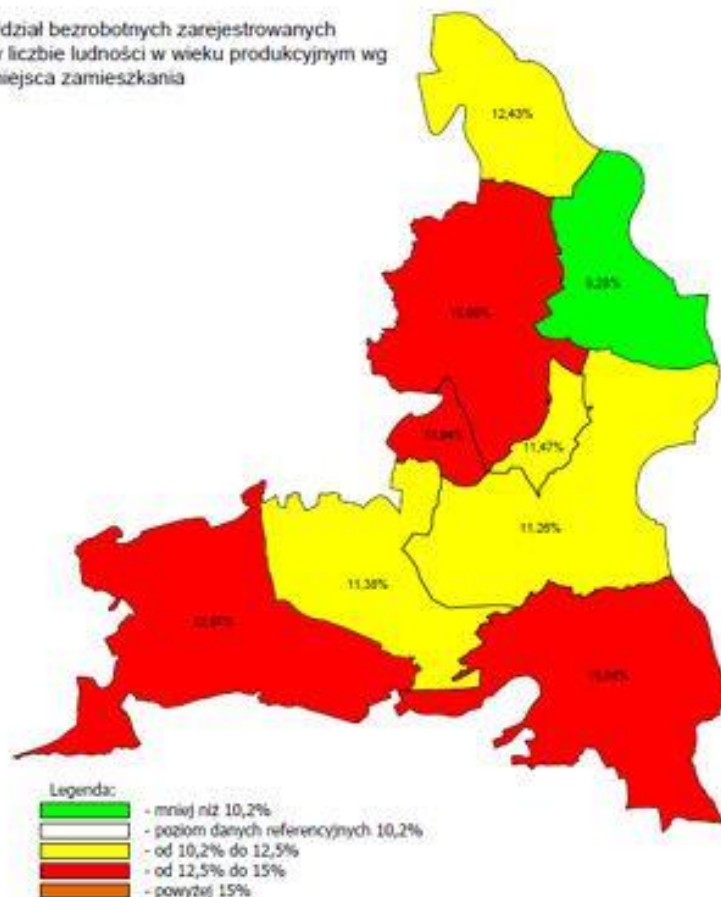 dział bezrobotnych zarejestrowanych
liczbie ludności w wieku produkcyjnym wg
miejsca zamieszkania
12,43%
11,47%
11,26%
11,36%
Legenda:
- mniej niż 10,2%
- poziom danych referencyjnych 10,2%
- od 10,2% do 12,5%
- od 12,5% do 15%
- powyżej 15%